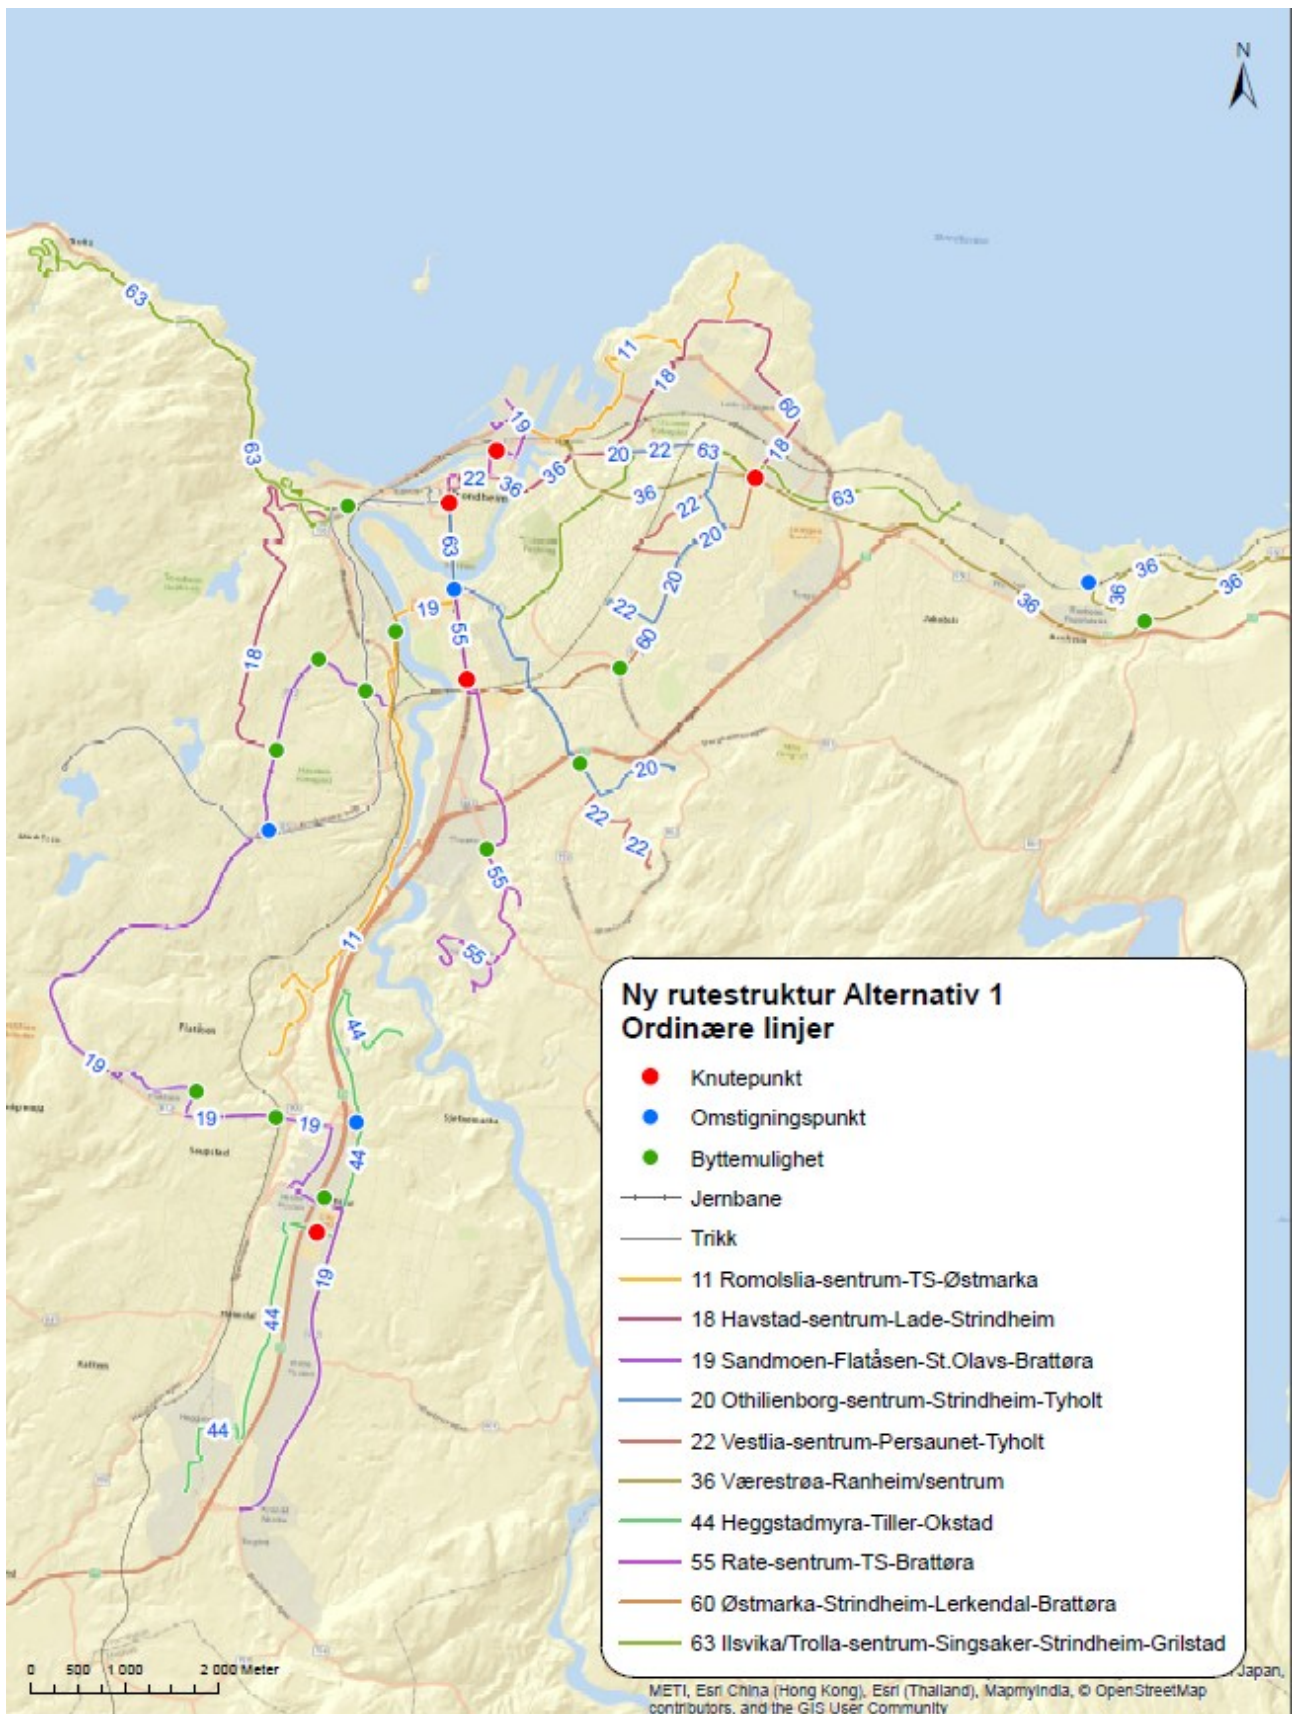 N
63
11
18
19
60
18
63
20
22
63
22
36
36
36
63
22
20
36
36
36
63
20
36
19
22
55
60
18
20
22
22
55
11
55
44
19
19
19
44
19
44
44
Flatåsen
Saupstad
Sjetnemarka
Jakobsli
Kattem
Ny rutestruktur Alternativ 1
Ordinære linjer
Knutepunkt
Omstigningspunkt
Byttemulighet
Jernbane
Trikk
11 Romolslia-sentrum-TS-Østmarka
18 Havstad-sentrum-Lade-Strindheim
19 Sandmoen-Flatåsen-St.Olavs-Brattøra
20 Othilienborg-sentrum-Strindheim-Tyholt
22 Vestlia-sentrum-Persaunet-Tyholt
36 Værestrøa-Ranheim/sentrum
44 Heggstadmyra-Tiller-Okstad
55 Rate-sentrum-TS-Brattøra
60 Østmarka-Strindheim-Lerkendal-Brattøra
63 Ilsvika/Trolla-sentrum-Singsaker-Strindheim-Grilstad
0 500 1 000 2 000 Meter
Japan,
METI, Esri China (Hong Kong), Esri (Thailand), MapmyIndia, © OpenStreetMap
contributors, and the GIS User Community